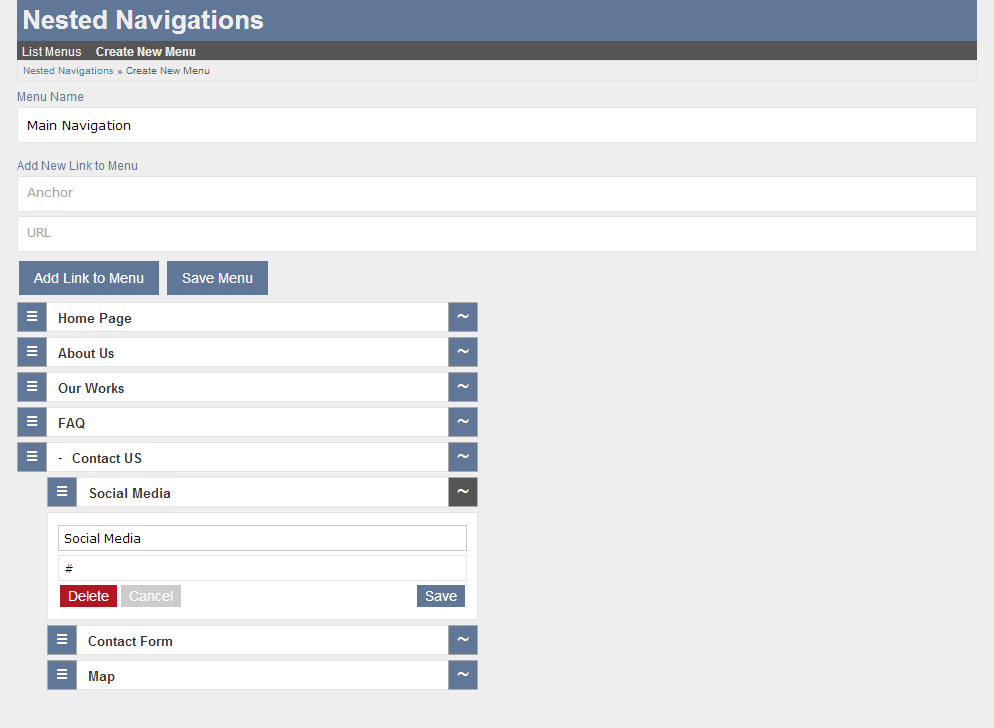 Nested Navigations
List Menus Create New Menu
Nested Navigations » Create New Menu
Menu Name
Main Navigation
Add New Link to Menu
Anchor
URL
Add Link to Menu Save Menu
☰ Home Page ~
☰ About Us ~
☰ Our Works ~
☰ FAQ ~
☰ - Contact US ~
☰ Social Media ~
Social Media
#
Delete Cancel Save
☰ Contact Form ~
☰ Map ~